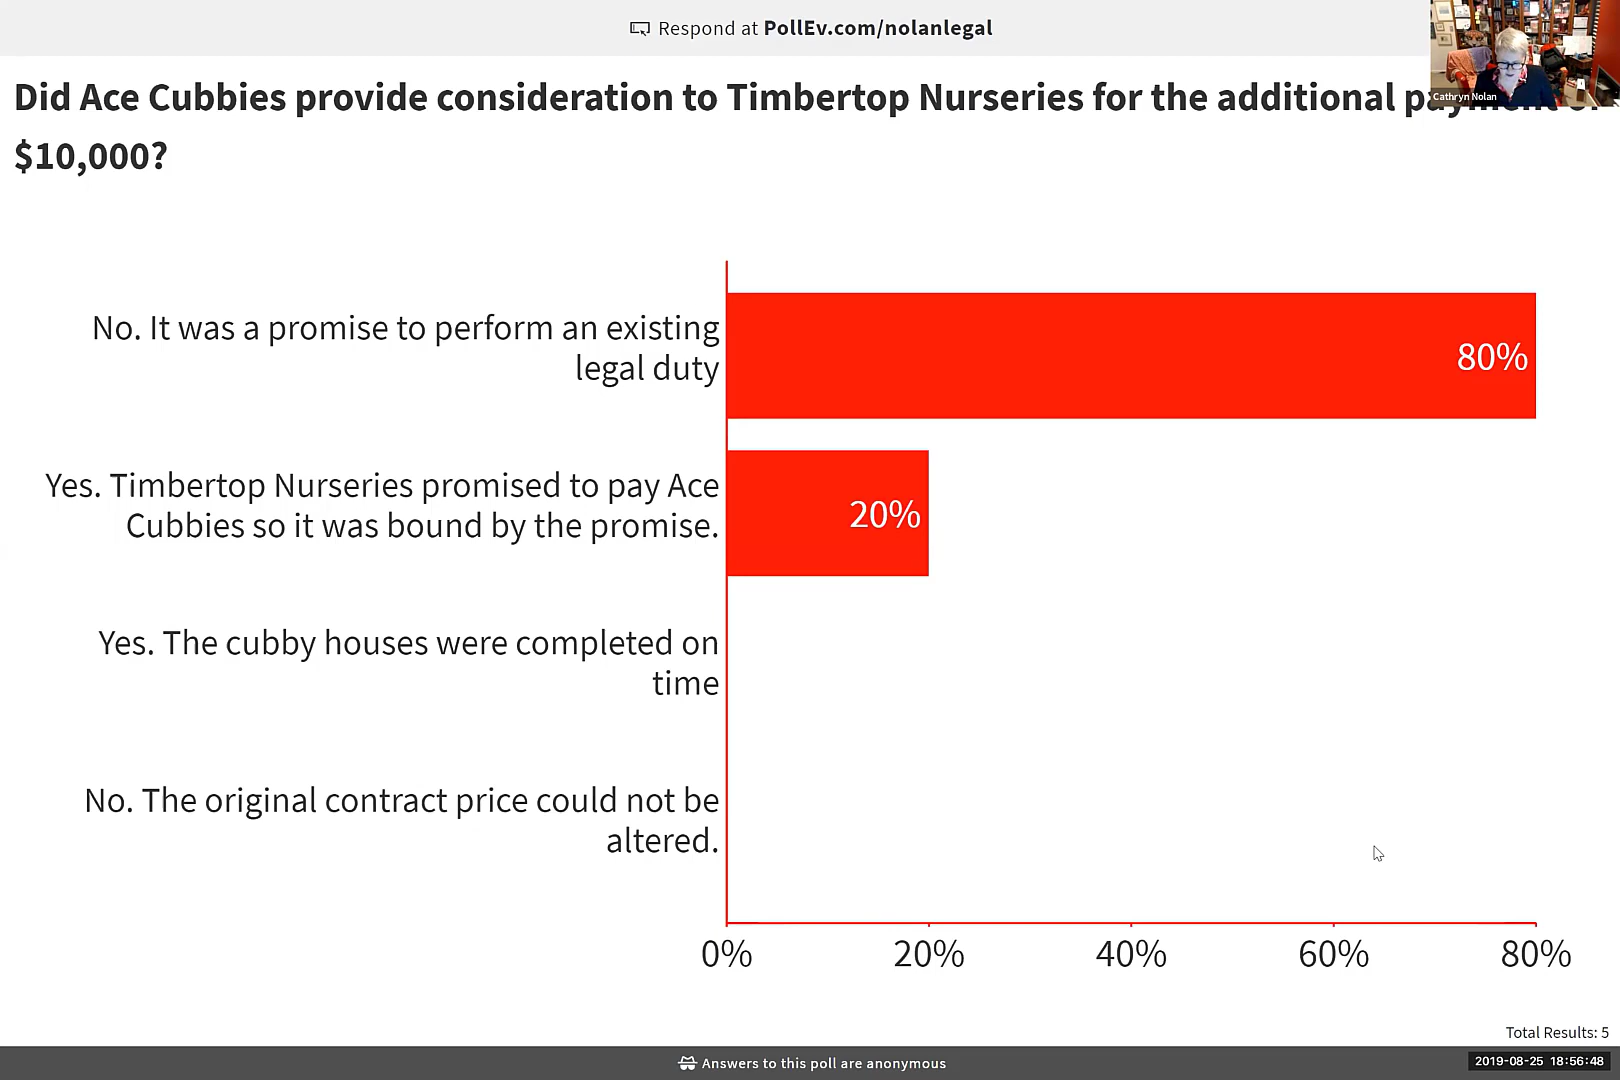 Respond at PollEv.com/nolanlegal
Cathryn Nolan
Did Ace Cubbies provide consideration to Timbertop Nurseries for the additional
$10,000?
No. It was a promise to perform an existing
legal duty
80%
Yes. Timbertop Nurseries promised to pay Ace
Cubbies so it was bound by the promise.
20%
Yes. The cubby houses were completed on
time
No. The original contract price could not be
altered.
0% 20% 40% 60% 80%
Total Results: 5
Answers to this poll are anonymous
2019-08-25 18:56:48